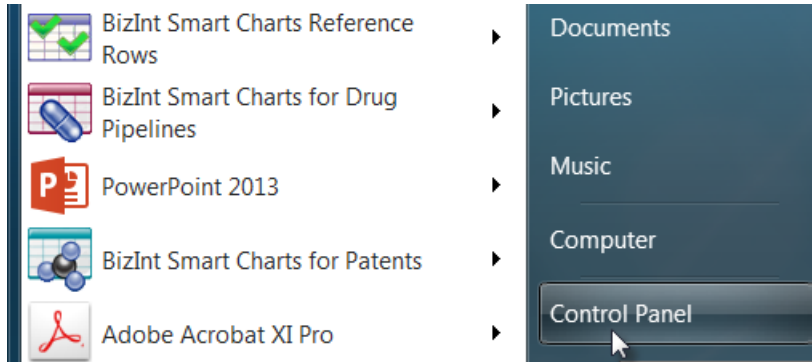 BizInt Smart Charts Reference
Rows
BizInt Smart Charts for Drug
Pipelines
PowerPoint 2013
BizInt Smart Charts for Patents
Adobe Acrobat XI Pro
Documents
Pictures
Music
Computer
Control Panel